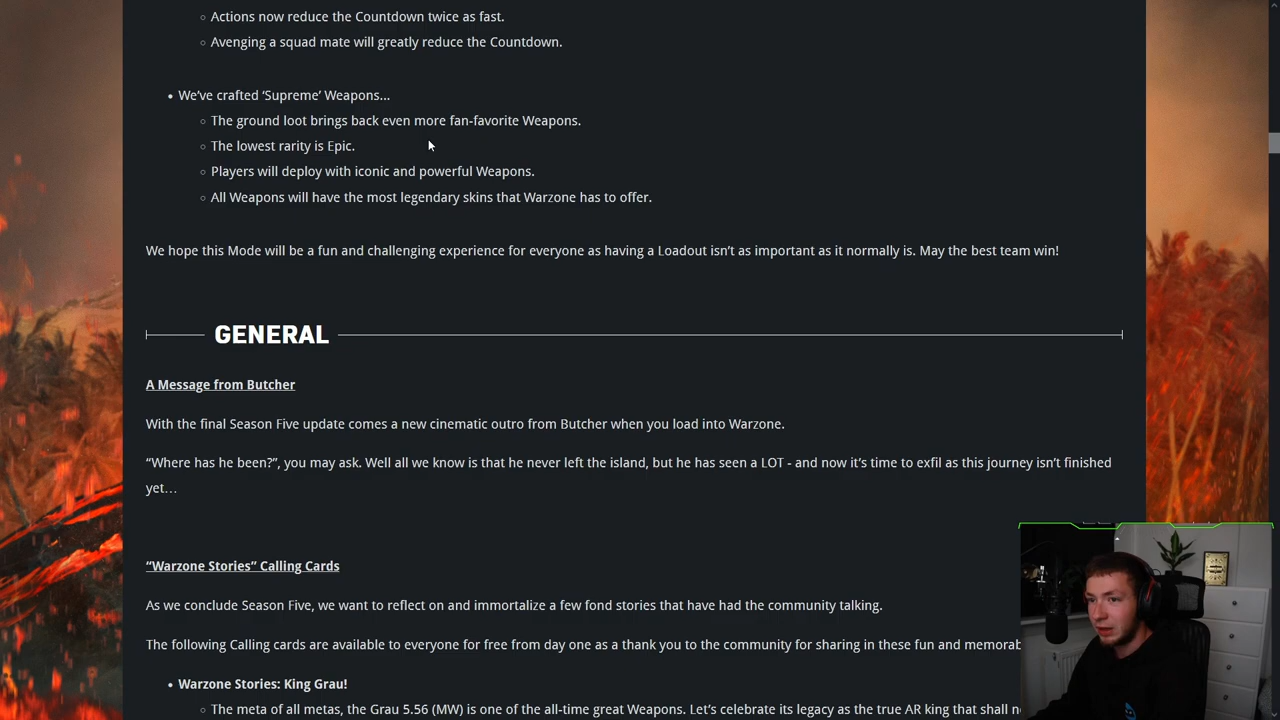 Actions now reduce the Countdown twice as fast.
Avenging a squad mate will greatly reduce the Countdown.
We’ve crafted ‘Supreme’ Weapons...
The ground loot brings back even more fan-favorite Weapons.
The lowest rarity is Epic.
Players will deploy with iconic and powerful Weapons.
All Weapons will have the most legendary skins that Warzone has to offer.
We hope this Mode will be a fun and challenging experience for everyone as having a Loadout isn’t as important as it normally is. May the best team win!
GENERAL
A Message from Butcher
With the final Season Five update comes a new cinematic outro from Butcher when you load into Warzone.
“Where has he been?”, you may ask. Well all we know is that he never left the island, but he has seen a LOT - and now it’s time to exfil as this journey isn’t finished
yet…
“Warzone Stories” Calling Cards
As we conclude Season Five, we want to reflect on and immortalize a few fond stories that have had the community talking.
The following Calling cards are available to everyone for free from day one as a thank you to the community for sharing in these fun and memorab
Warzone Stories: King Grau!
The meta of all metas, the Grau 5.56 (MW) is one of the all-time great Weapons. Let’s celebrate its legacy as the true AR king that shall n